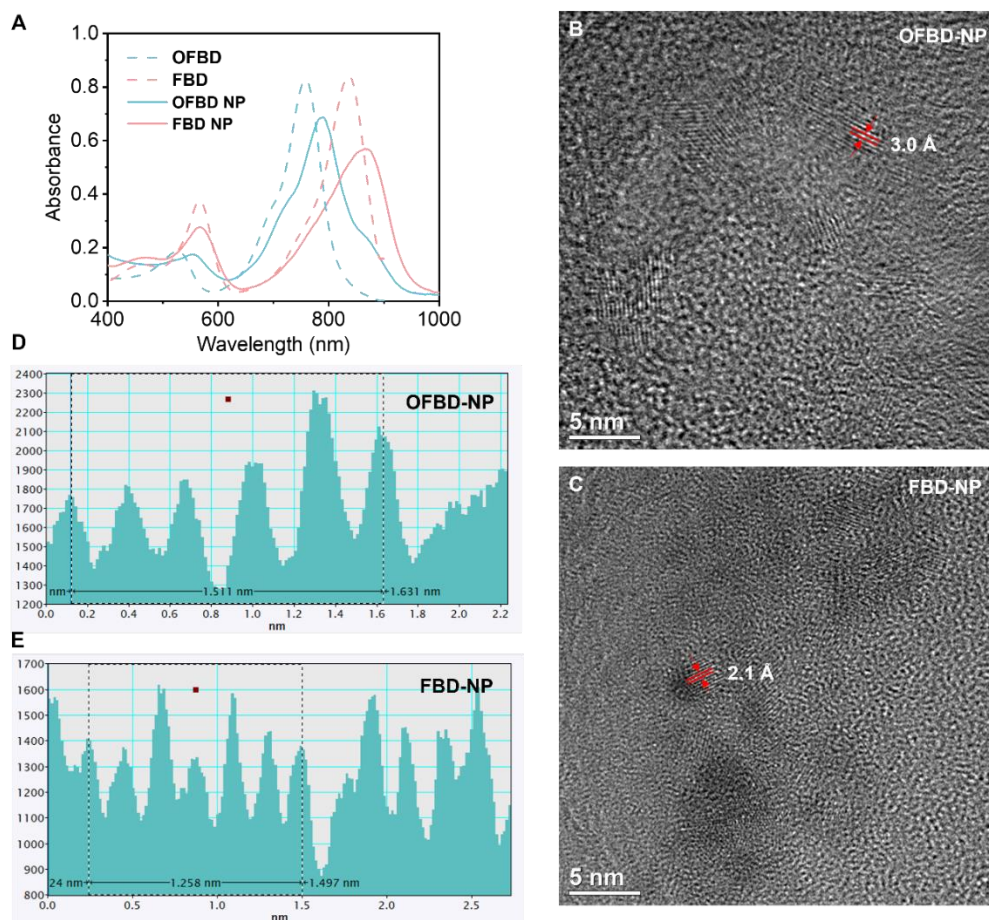 A
Absorbance
1.0
0.8
0.6
0.4
0.2
0.0
OFBD
FBD
OFBD NP
FBD NP
400 600 800 1000
Wavelength (nm)
B
OFBD-NP
3.0 Å
5 nm
C
FBD-NP
2.1 Å
5 nm
D
OFBD-NP
2400
2300
2200
2100
2000
1900
1800
1700
1600
1500
1400
1300
1200
nm 1.511 nm 1.631 nm
0.0 0.2 0.4 0.6 0.8 1.0 1.2 1.4 1.6 1.8 2.0 2.2
nm
E
FBD-NP
1700
1600
1500
1400
1300
1200
1100
1000
900
800
24 nm 1.258 nm 1.497 nm
0.0 0.5 1.0 1.5 2.0 2.5
nm